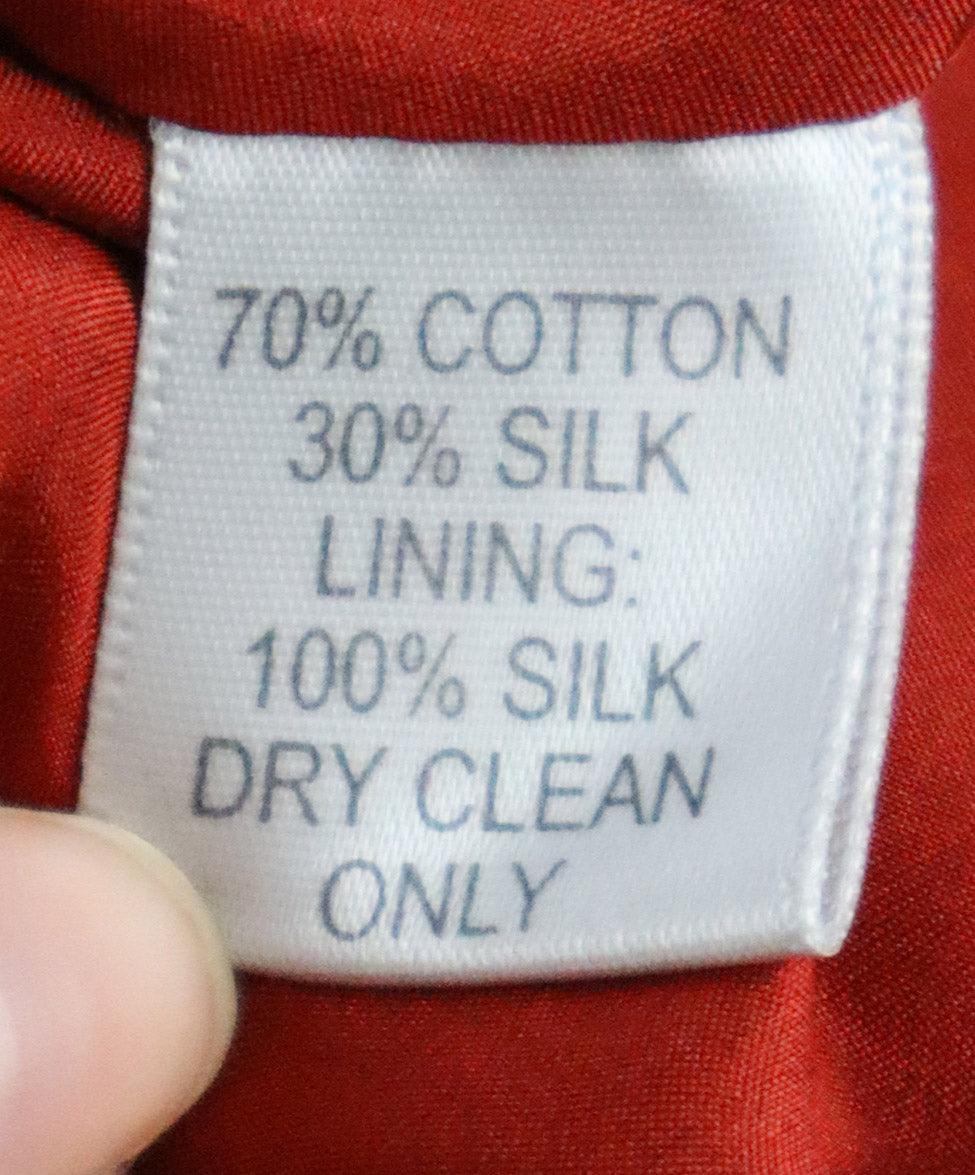 70% COTTON
30% SILK
LINING:
100% SILK
DRY CLEAN
ONLY